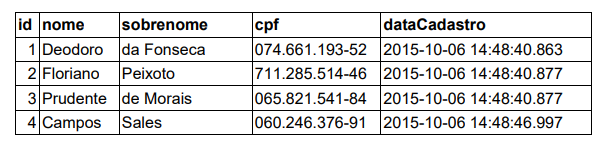 id nome sobrenome cpf dataCadastro
1 Deodoro da Fonseca 074.661.193-52 2015-10-06 14:48:40.863
2 Floriano Peixoto 711.285.514-46 2015-10-06 14:48:40.877
3 Prudente de Morais 065.821.541-84 2015-10-06 14:48:40.877
4 Campos Sales 060.246.376-91 2015-10-06 14:48:46.997